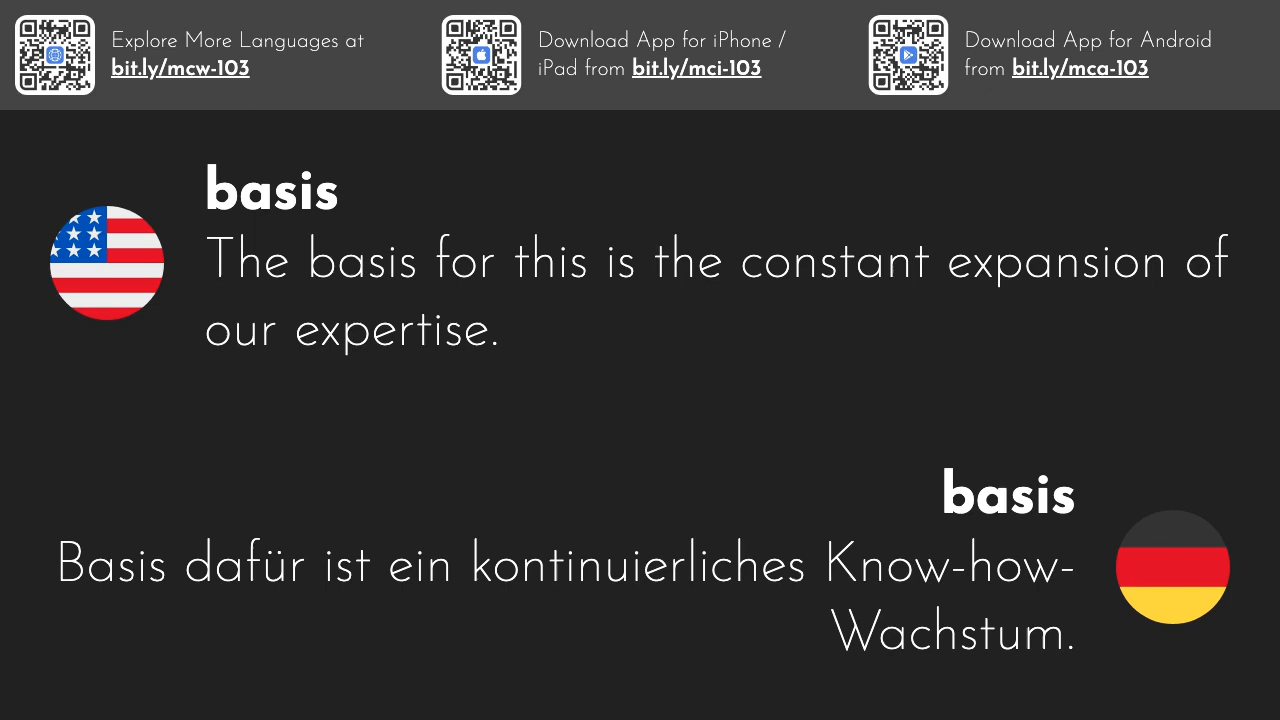 Explore More Languages at
bit.ly/mcw-103
Download App for iPhone /
iPad from bit.ly/mci-103
Download App for Android
from bit.ly/mca-103
basis
The basis for this is the constant expansion of
our expertise.
basis
Basis dafür ist ein kontinuierliches Know-how-
Wachstum.